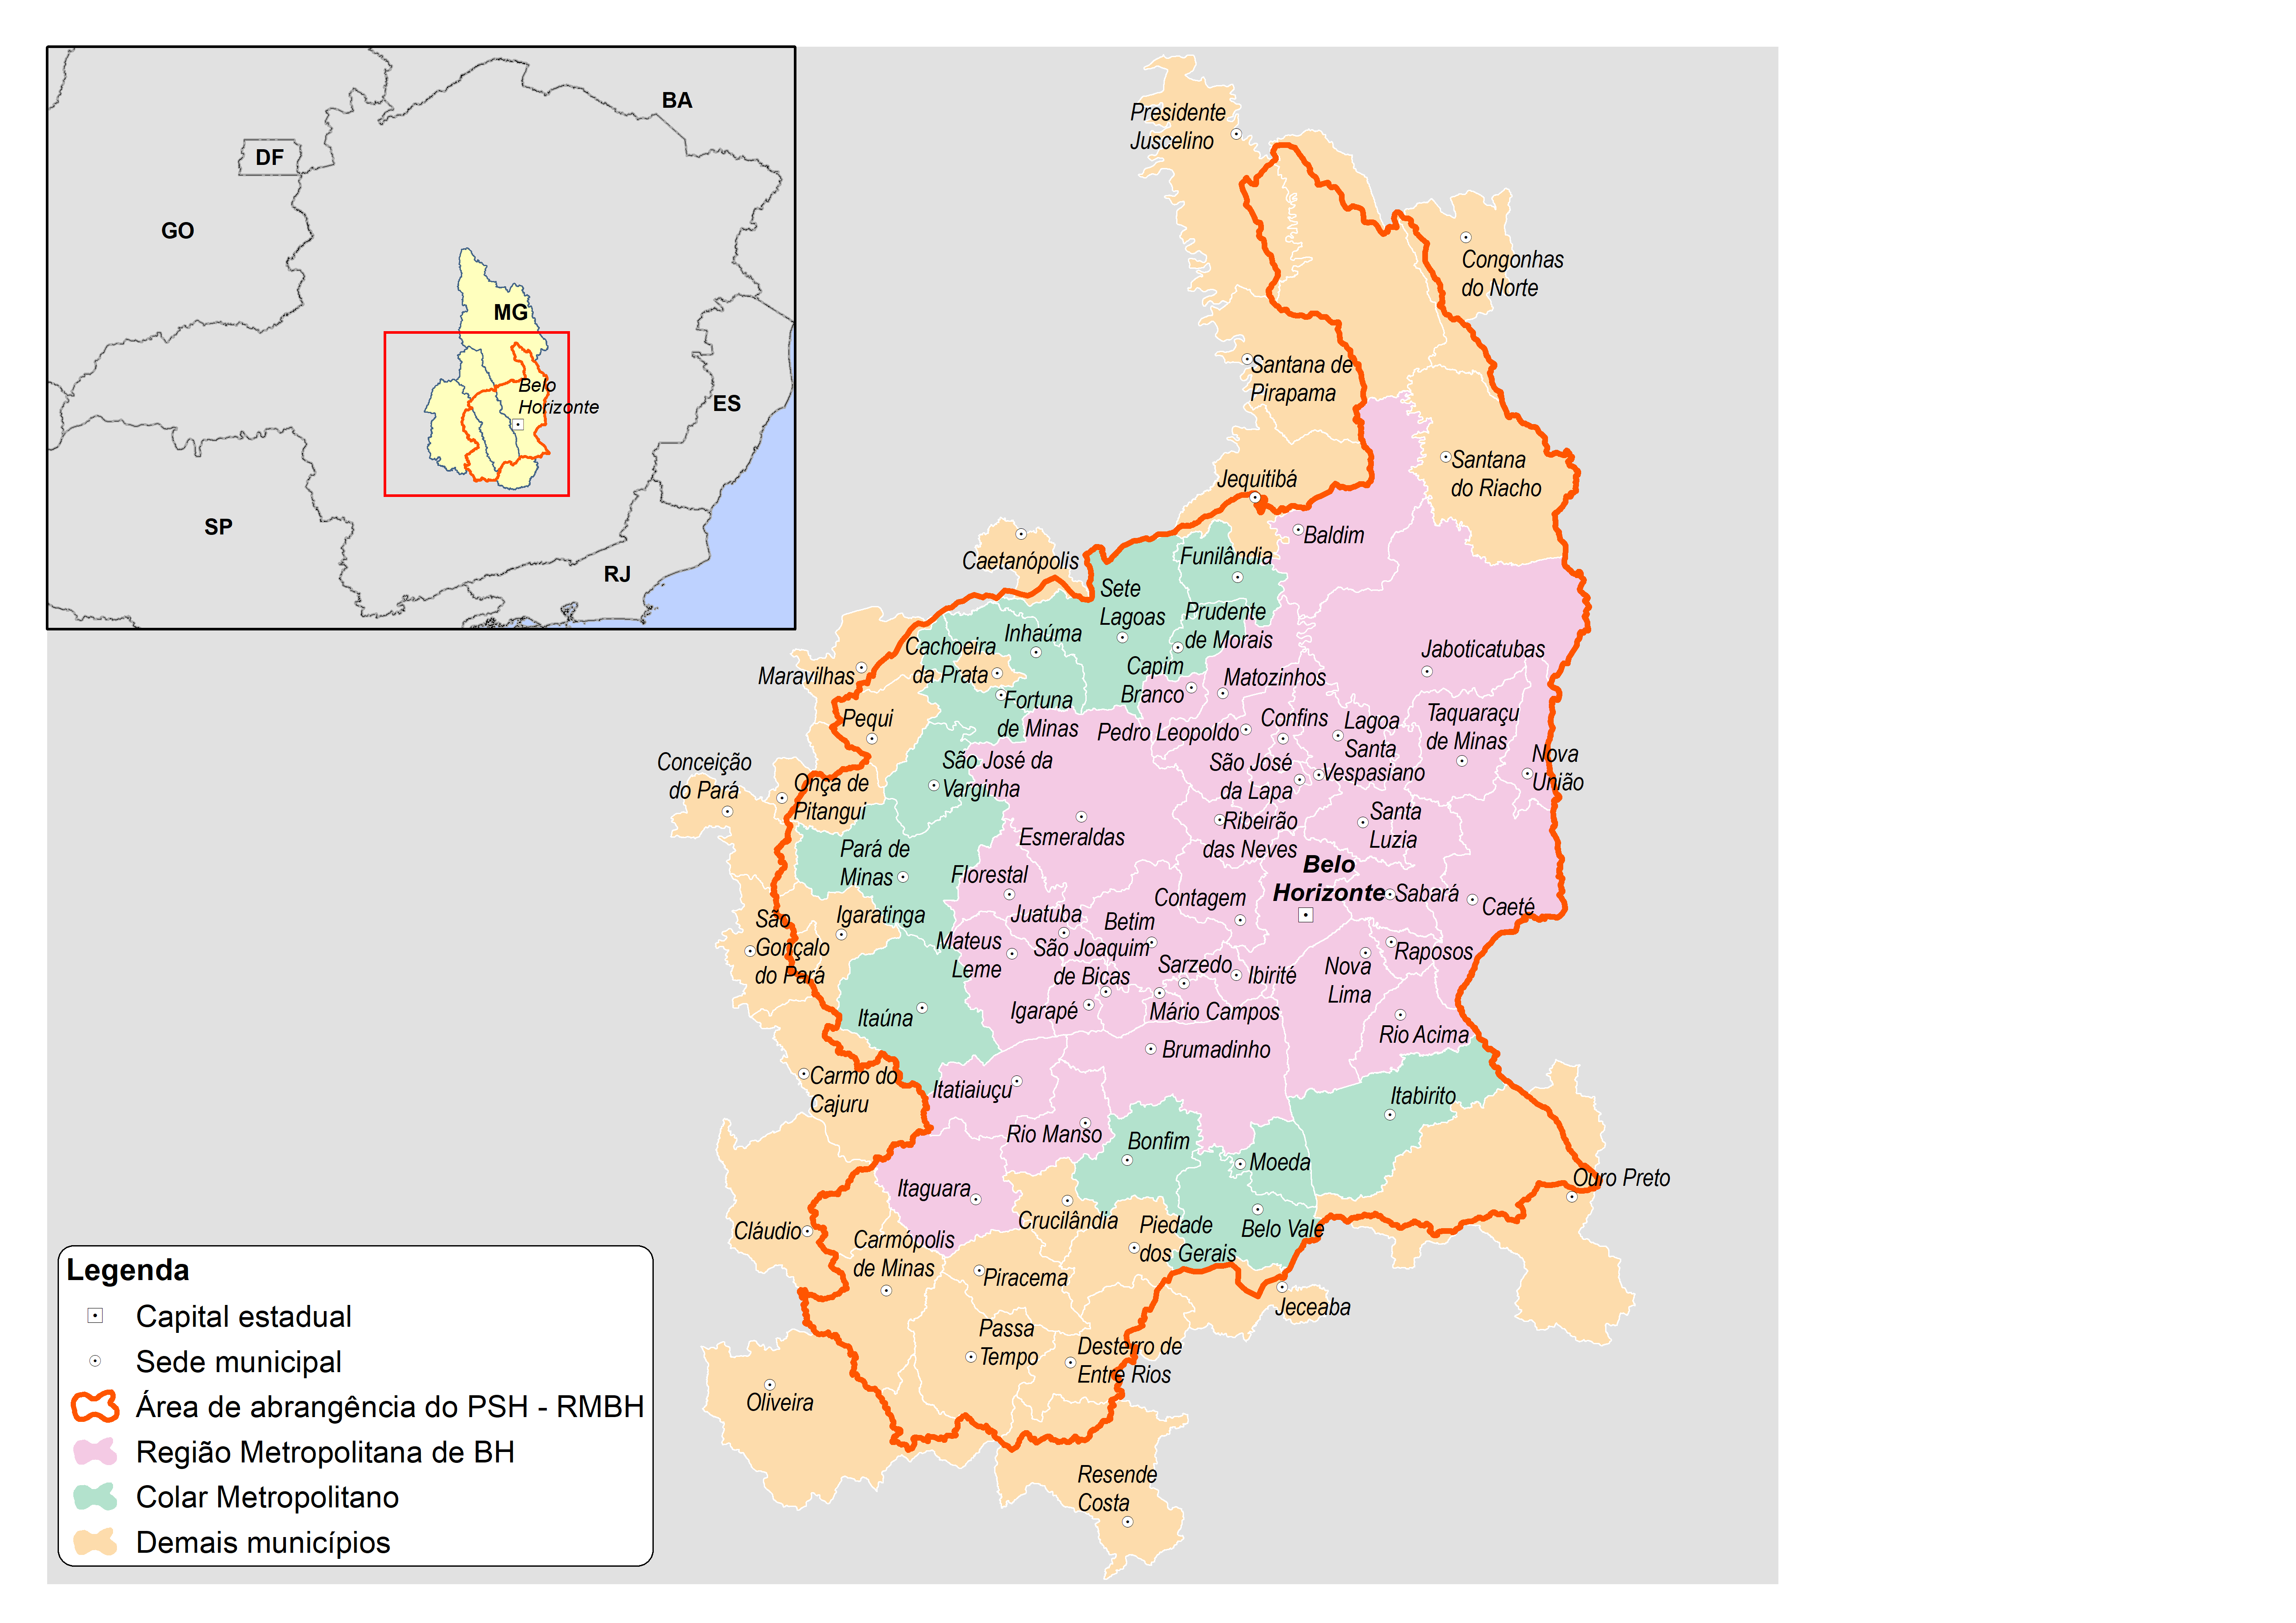 BA
DF
GO
MG
Belo
Horizonte
ES
SP
RJ
Presidente
Juscelino
Congonhas
do Norte
Santana de
Pirapama
Santana
do Riacho
Jequitibá
Baldim
Caetanópolis
Funilândia
Sete
Lagoas
Prudente
de Morais
Inhaúma
Cachoeira
da Prata
Jaboticatubas
Maravilhas
Capim
Branco
Matozinhos
Fortuna
de Minas
Pequi
Pedro Leopoldo
Confins
Lagoa
Santa
Taquaraçu
de Minas
Nova
União
Conceição
do Pará
Onça de
Pitangui
São José da
Varginha
São José
da Lapa
Vespasiano
Esmeraldas
Ribeirão
das Neves
Santa
Luzia
Pará de
Minas
Florestal
Belo
Horizonte
Sabará
Caeté
Contagem
Juatuba
Betim
Igaratinga
São
Gonçalo
do Pará
Mateus
Leme
São Joaquim
de Bicas
Sarzedo
Ibirité
Nova
Lima
Raposos
Igarapé
Mário Campos
Itaúna
Rio Acima
Brumadinho
Carmo do
Cajuru
Itatiaiuçu
Itabirito
Rio Manso
Bonfim
Moeda
Ouro Preto
Itaguara
Crucilândia
Piedade
dos Gerais
Belo Vale
Cláudio
Carmópolis
de Minas
Piracema
Jeceaba
Passa
Tempo
Desterro de
Entre Rios
Oliveira
Resende
Costa
Legenda
Capital estadual
Sede municipal
Área de abrangência do PSH - RMBH
Região Metropolitana de BH
Colar Metropolitano
Demais municípios